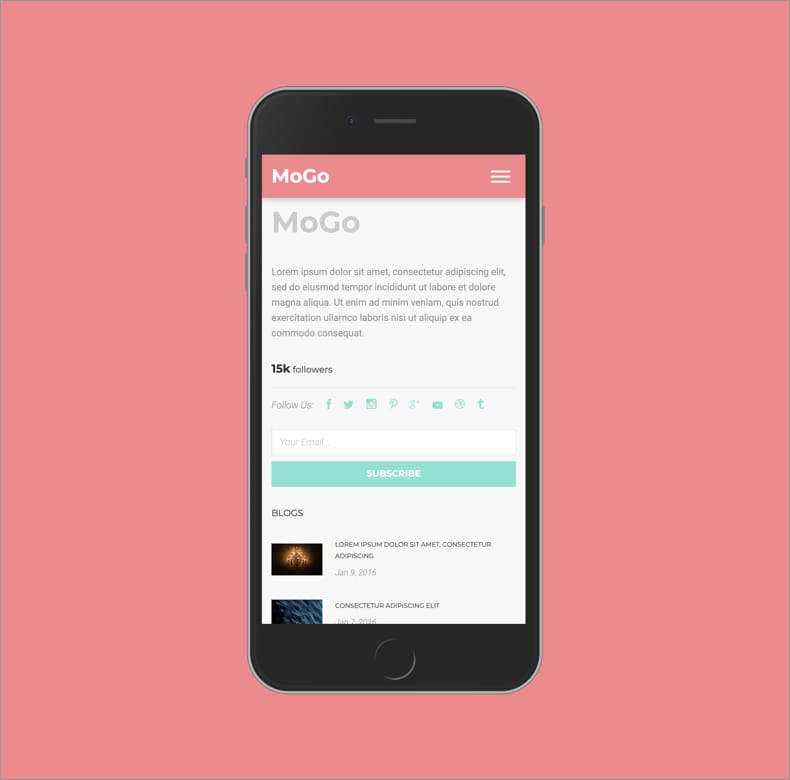 MoGo
MoGo
Lorem ipsum dolor sit amet, consectetur adipiscing elit,
sed do eiusmod tempor incididunt ut labore et dolore
magna aliqua. Ut enim ad minim veniam, quis nostrud
exercitation ullamco laboris nisi ut aliquip ex ea
commodo consequat.
15k followers
Follow Us:
Your Email...
SUBSCRIBE
BLOGS
LOREM IPSUM DOLOR SIT AMET, CONSECTETUR
ADIPISCING
Jan 9, 2016
CONSECTETUR ADIPISCING ELIT
Jan 7, 2016